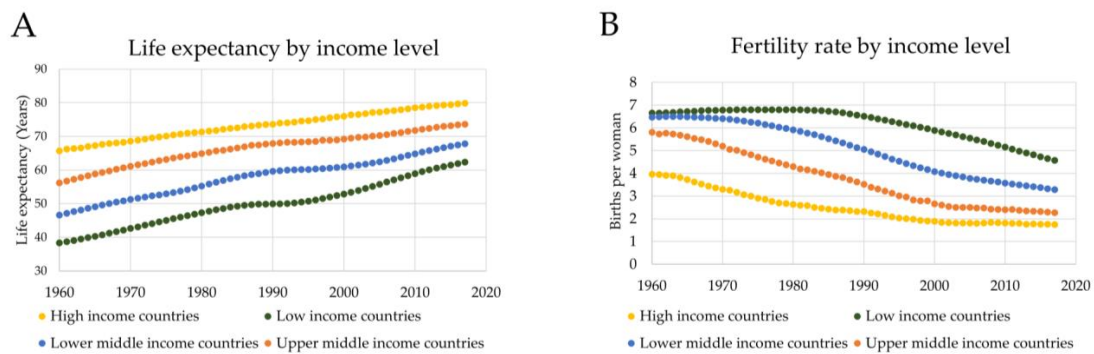 A
Life expectancy by income level
Life expectancy (Years)
90
80
70
60
50
40
30
1960 1970 1980 1990 2000 2010 2020
High income countries
Low income countries
Lower middle income countries
Upper middle income countries
B
Fertility rate by income level
Births per woman
8
7
6
5
4
3
2
1
0
1960 1970 1980 1990 2000 2010 2020
High income countries
Low income countries
Lower middle income countries
Upper middle income countries